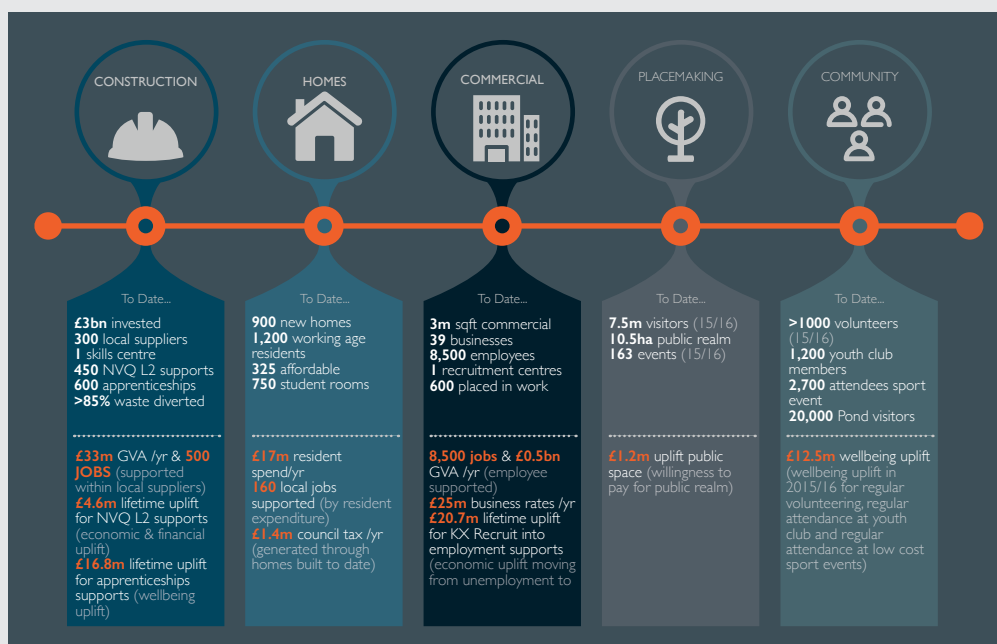 CONSTRUCTION
HOMES
COMMERCIAL
PLACEMAKING
COMMUNITY
To Date...
£3bn invested
300 local suppliers
1 skills centre
450 NVQ L2 supports
600 apprenticeships
>85% waste diverted
£33m GVA /yr & 500
JOBS (supported
within local suppliers)
£4.6m lifetime uplift
for NVQ L2 supports
(economic & financial
uplift)
£16.8m lifetime uplift
for apprenticeships
supports (wellbeing
uplift)
To Date...
900 new homes
1,200 working age
residents
325 affordable
750 student rooms
£17m resident
spend/yr
160 local jobs
supported (by resident
expenditure)
£1.4m council tax /yr
(generated through
homes built to date)
To Date...
3m sqft commercial
39 businesses
8,500 employees
1 recruitment centres
600 placed in work
8,500 jobs & £0.5bn
GVA /yr (employee
supported)
£25m business rates /yr
£20.7m lifetime uplift
for KX Recruit into
employment supports
(economic uplift moving
from unemployment to
To Date...
7.5m visitors (15/16)
10.5ha public realm
163 events (15/16)
£1.2m uplift public
space (willingness to
pay for public realm)
To Date...
>1000 volunteers
(15/16)
1,200 youth club
members
2,700 attendees sport
event
20,000 Pond visitors
£12.5m wellbeing uplift
(wellbeing uplift in
2015/16 for regular
volunteering, regular
attendance at youth
club and regular
attendance at low cost
sport events)